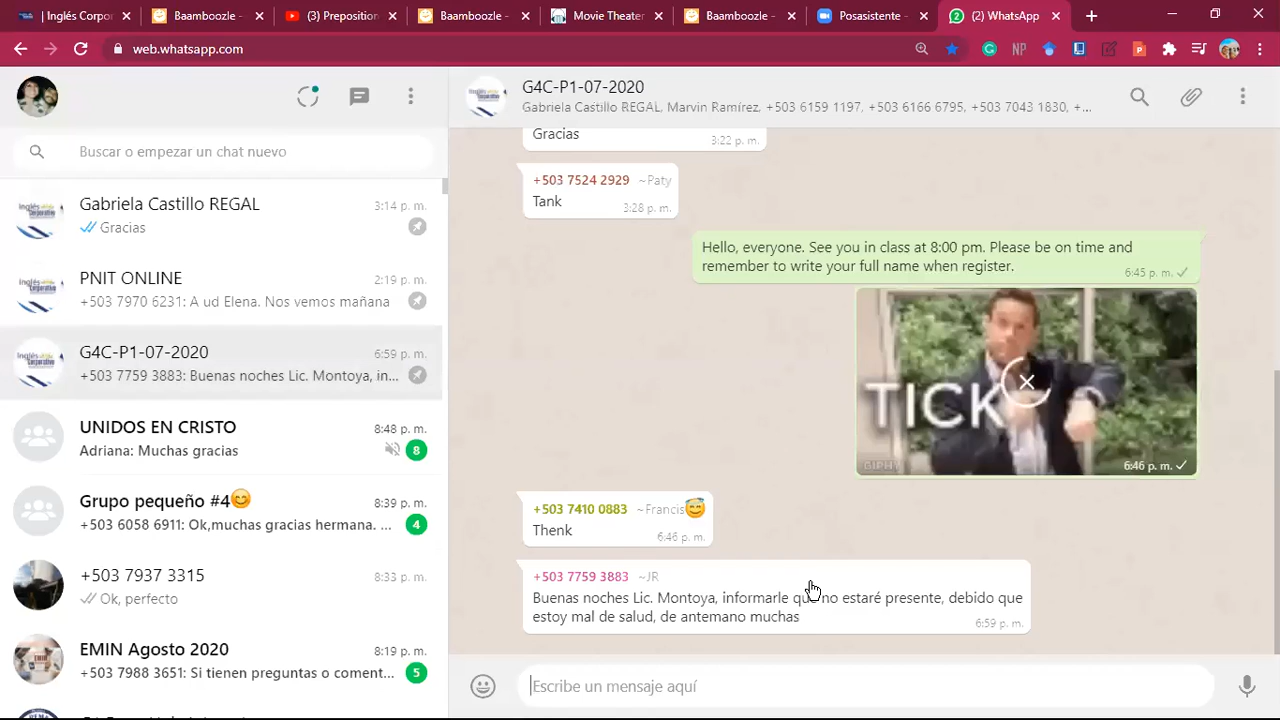 Inglés Corpora
Baamboozle -
(3) Preposition
Baamboozle -
Movie Theater
Baamboozle -
Posasistente -
(2) WhatsApp
web.whatsapp.com
NP
Buscar o empezar un chat nuevo
Gabriela Castillo REGAL
3:14 p. m.
Gracias
PNIT ONLINE
2:19 p. m.
+503 7970 6231: A ud Elena. Nos vemos mañana
G4C-P1-07-2020
6:59 p. m.
+503 7759 3883: Buenas noches Lic. Montoya, in...
UNIDOS EN CRISTO
8:48 p. m.
Adriana: Muchas gracias
8
Grupo pequeño #4😊
8:39 p. m.
+503 6058 6911: Ok,muchas gracias hermana. ...
4
+503 7937 3315
8:33 p. m.
Ok, perfecto
EMIN Agosto 2020
8:19 p. m.
+503 7988 3651: Si tienen preguntas o coment...
5
G4C-P1-07-2020
Gabriela Castillo REGAL, Marvin Ramírez, +503 6159 1197, +503 6166 6795, +503 7043 1830, +...
Gracias
3:22 p. m.
+503 7524 2929 ~Paty
Tank
3:28 p. m.
Hello, everyone. See you in class at 8:00 pm. Please be on time and
remember to write your full name when register.
6:45 p. m.
TICK
GIPHY
6:46 p. m.
+503 7410 0883 ~Francis😇
Thenk
6:46 p. m.
+503 7759 3883 ~JR
Buenas noches Lic. Montoya, informarle que no estaré presente, debido que
estoy mal de salud, de antemano muchas
6:59 p. m.
Escribe un mensaje aquí